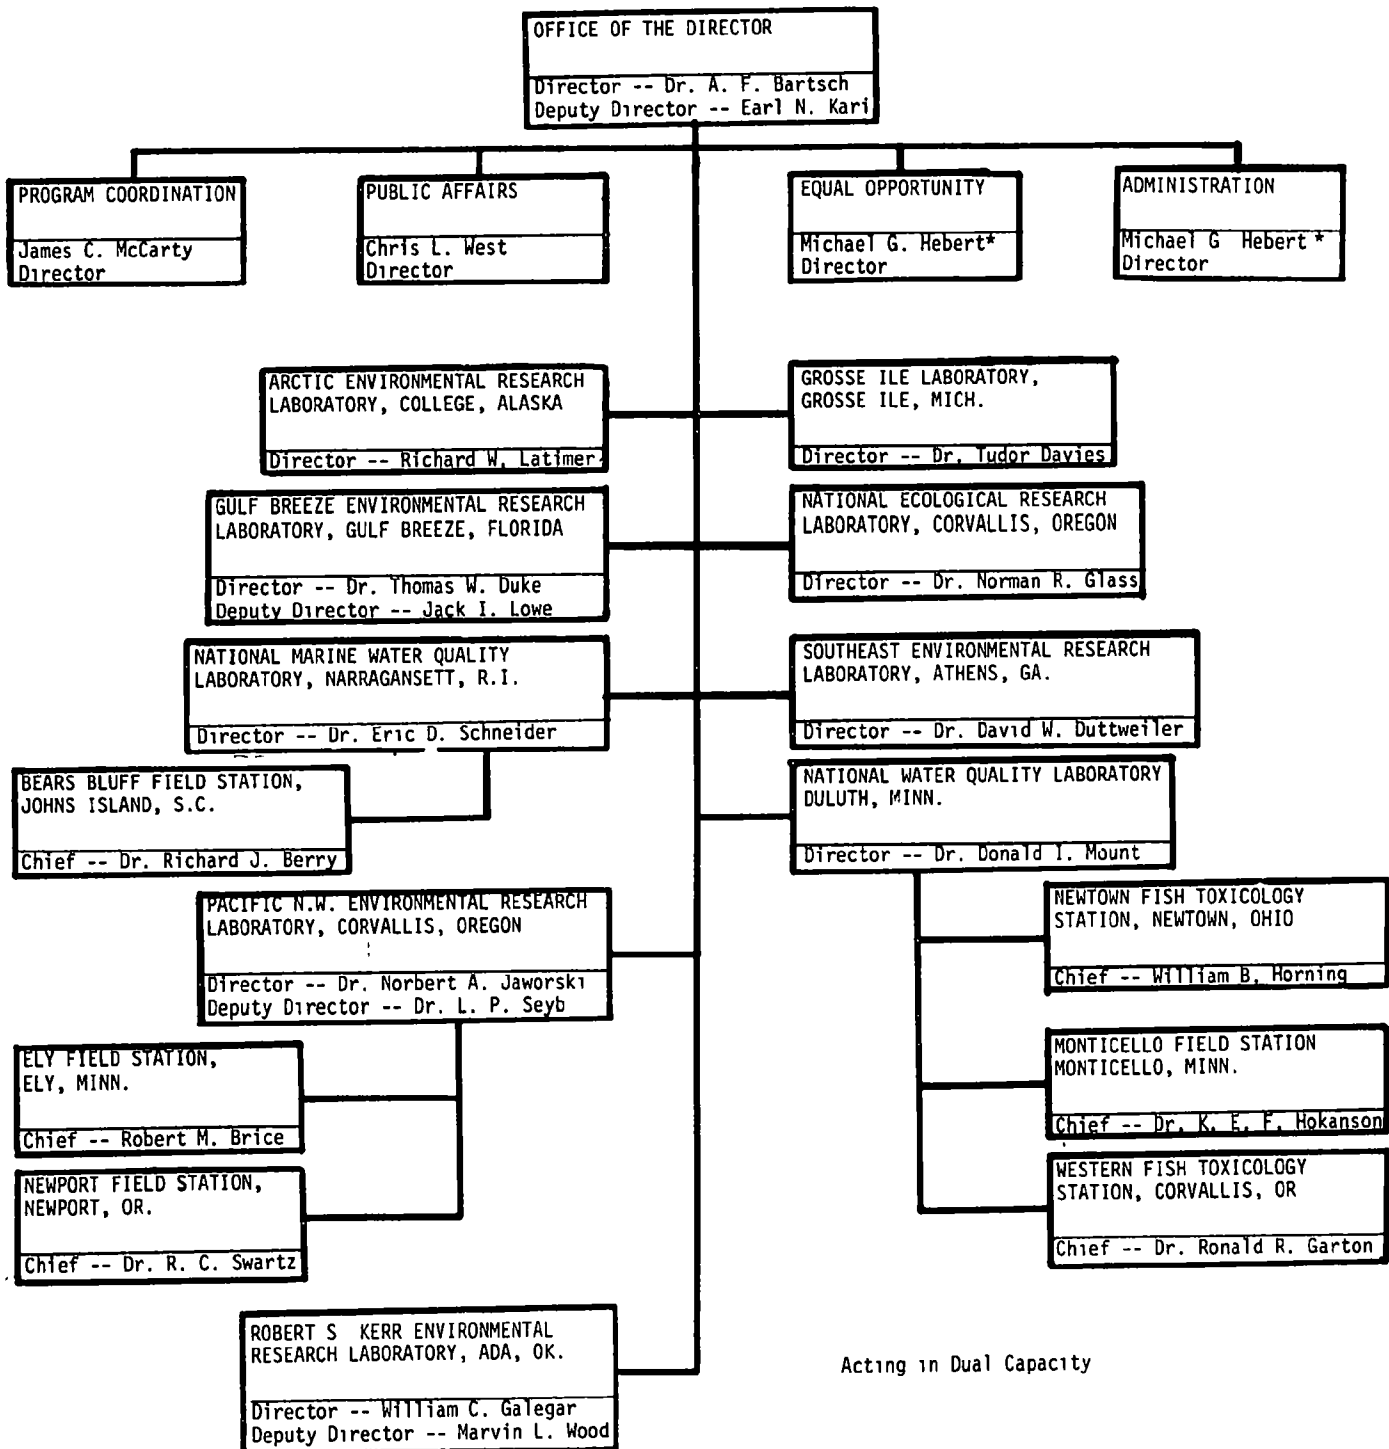 OFFICE OF THE DIRECTOR
Director -- Dr. A. F. Bartsch
Deputy Director -- Earl N. Kari
PROGRAM COORDINATION
James C. McCarty
Director
PUBLIC AFFAIRS
Chris L. West
Director
EQUAL OPPORTUNITY
Michael G. Hebert*
Director
ADMINISTRATION
Michael G Hebert *
Director
ARCTIC ENVIRONMENTAL RESEARCH
LABORATORY, COLLEGE, ALASKA
Director -- Richard W. Latimer
GROSSE ILE LABORATORY,
GROSSE ILE, MICH.
Director -- Dr. Tudor Davies
GULF BREEZE ENVIRONMENTAL RESEARCH
LABORATORY, GULF BREEZE, FLORIDA
Director -- Dr. Thomas W. Duke
Deputy Director -- Jack I. Lowe
NATIONAL ECOLOGICAL RESEARCH
LABORATORY, CORVALLIS, OREGON
Director -- Dr. Norman R. Glass
NATIONAL MARINE WATER QUALITY
LABORATORY, NARRAGANSETT, R.I.
Director -- Dr. Eric D. Schneider
SOUTHEAST ENVIRONMENTAL RESEARCH
LABORATORY, ATHENS, GA.
Director -- Dr. David W. Duttweiler
BEARS BLUFF FIELD STATION,
JOHNS ISLAND, S.C.
Chief -- Dr. Richard J. Berry
NATIONAL WATER QUALITY LABORATORY
DULUTH, MINN.
Director -- Dr. Donald I. Mount
PACIFIC N.W. ENVIRONMENTAL RESEARCH
LABORATORY, CORVALLIS, OREGON
Director -- Dr. Norbert A. Jaworski
Deputy Director -- Dr. L. P. Seyb
NEWTOWN FISH TOXICOLOGY
STATION, NEWTOWN, OHIO
Chief -- William B. Horning
ELY FIELD STATION,
ELY, MINN.
Chief -- Robert M. Brice
MONTICELLO FIELD STATION
MONTICELLO, MINN.
Chief -- Dr. K. E. F. Hokanson
NEWPORT FIELD STATION,
NEWPORT, OR.
Chief -- Dr. R. C. Swartz
WESTERN FISH TOXICOLOGY
STATION, CORVALLIS, OR
Chief -- Dr. Ronald R. Garton
ROBERT S KERR ENVIRONMENTAL
RESEARCH LABORATORY, ADA, OK.
Director -- William C. Galegar
Deputy Director -- Marvin L. Wood
Acting in Dual Capacity